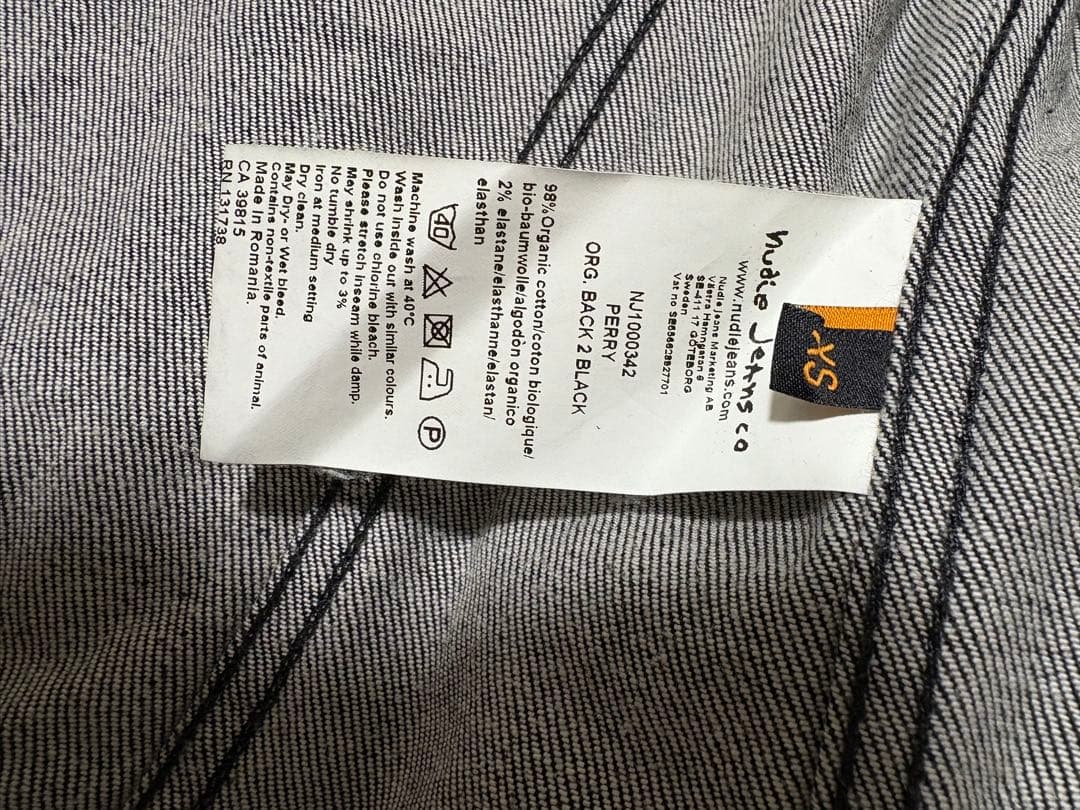 nudie jeans co
www.nudiejeans.com
Nudie Jeans Marketing AB
Västra Hamngatan 6
SE-411 17 GÖTEBORG
Sweden
Vat no SE556628827701
NJ1000342
PERRY
ORG. BACK 2 BLACK
98% Organic cotton/coton biologique/
bio-baumwolle/algodòn organico
2% elastane/elasthanne/elastan/
elasthan
40
P
Machine wash at 40°C
Wash inside out with similar colours.
Do not use chlorine bleach.
Please stretch inseam while damp.
May shrink up to 3%
No tumble dry
Iron at medium setting
Dry clean.
May Dry- or Wet bleed.
Contains non-textile parts of animal.
Made in Romania.
CA 39815
RN 131738
-YS